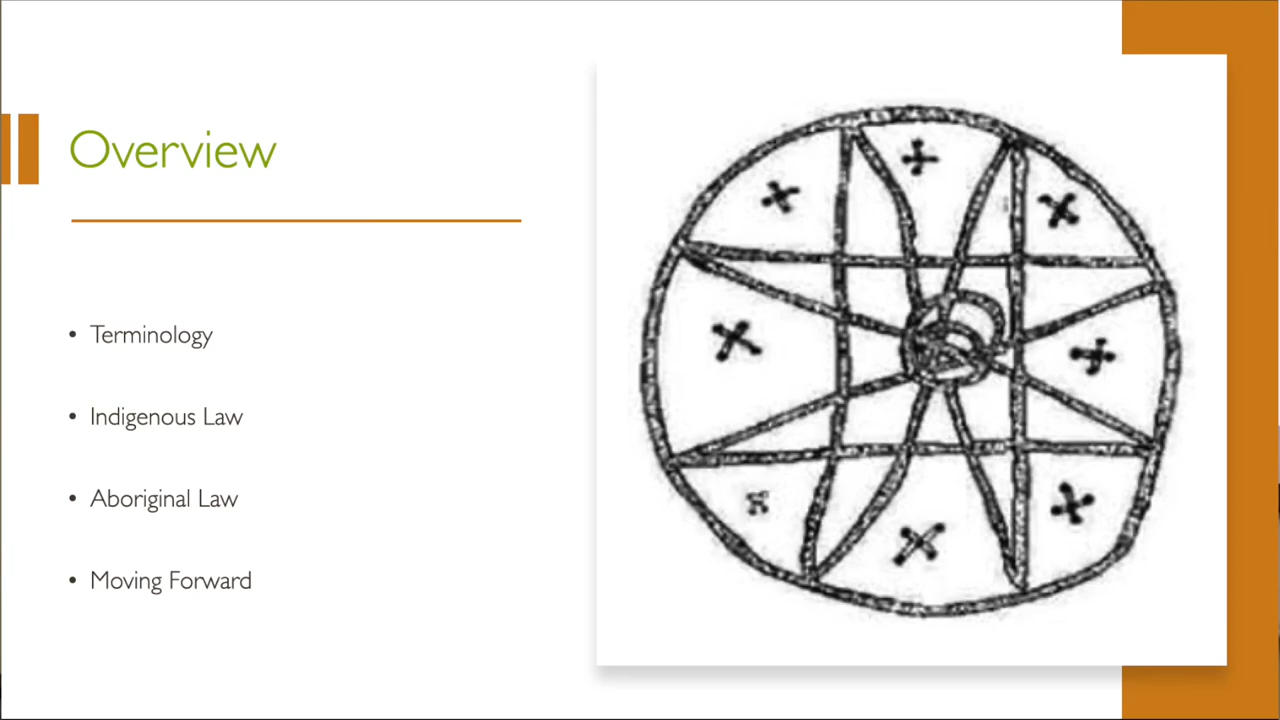 Overview
• Terminology
• Indigenous Law
• Aboriginal Law
• Moving Forward